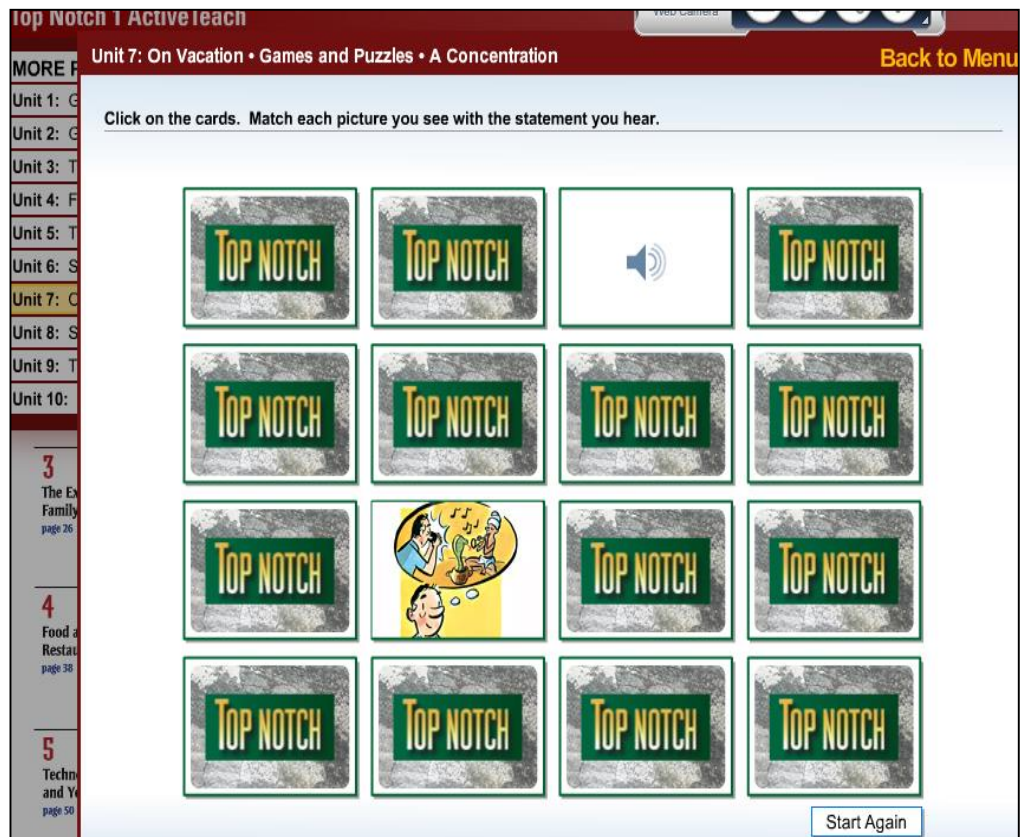 Top Notch 1 ActiveTeach
Web Camera
Unit 7: On Vacation • Games and Puzzles • A Concentration
Back to Menu
MORE
Unit 1: G
Unit 2: G
Unit 3: T
Unit 4: F
Unit 5: T
Unit 6: S
Unit 7: O
Unit 8: S
Unit 9: T
Unit 10:
Click on the cards. Match each picture you see with the statement you hear.
TOP NOTCH
TOP NOTCH
TOP NOTCH
TOP NOTCH
TOP NOTCH
TOP NOTCH
TOP NOTCH
TOP NOTCH
TOP NOTCH
TOP NOTCH
TOP NOTCH
TOP NOTCH
TOP NOTCH
TOP NOTCH
3
The Ex
Family
page 26
4
Food a
Restau
page 38
5
Techn
and Yo
page 50
Start Again